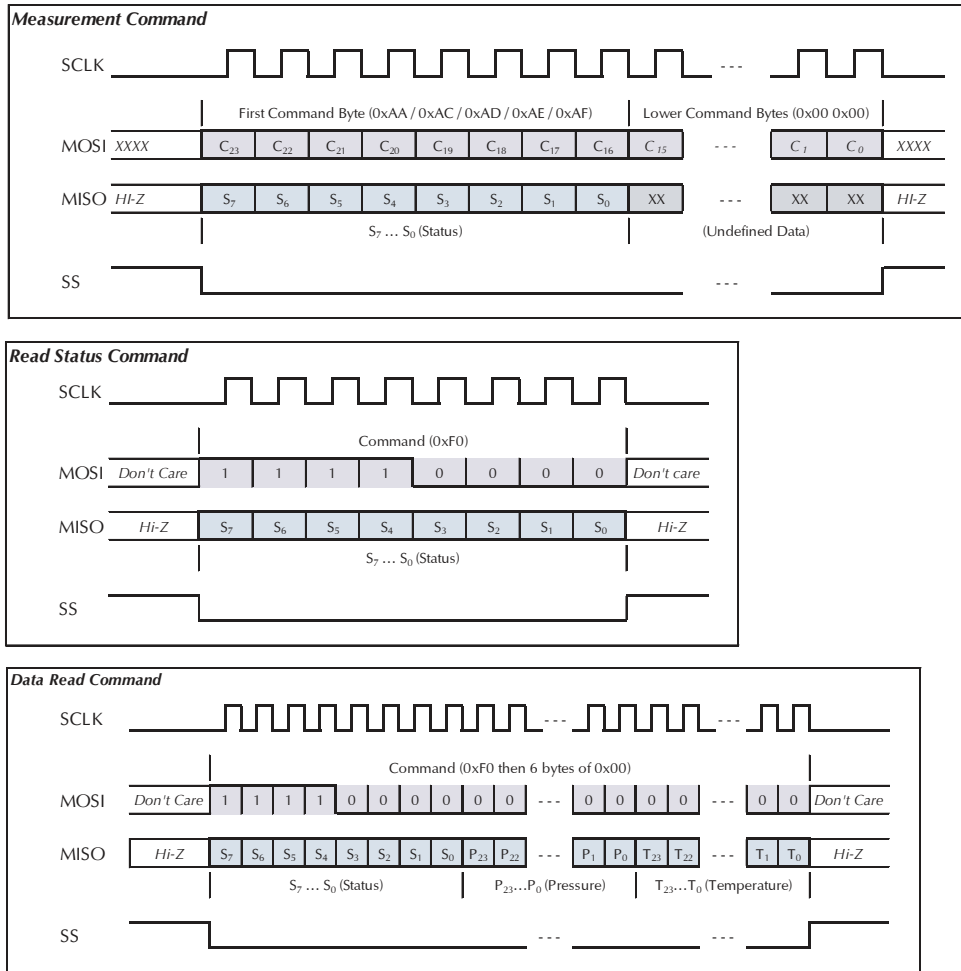 Measurement Command
SCLK
- - -
First Command Byte (0xAA / 0xAC / 0xAD / 0xAE / 0xAF) Lower Command Bytes (0x00 0x00)
MOSI XXXX C23 C22 C21 C20 C19 C18 C17 C16 C15 - - - C1 C0 XXXX
MISO HI-Z S7 S6 S5 S4 S3 S2 S1 S0 XX - - - XX XX HI-Z
S7 … S0 (Status) (Undefined Data)
SS - - -
Read Status Command
SCLK
Command (0xF0)
MOSI Don't Care 1 1 1 1 0 0 0 0 Don't care
MISO Hi-Z S7 S6 S5 S4 S3 S2 S1 S0 Hi-Z
S7 … S0 (Status)
SS
Data Read Command
SCLK - - - - - -
Command (0xF0 then 6 bytes of 0x00)
MOSI Don't Care 1 1 1 1 0 0 0 0 0 0 - - - 0 0 0 0 - - - 0 0 Don't Care
MISO Hi-Z S7 S6 S5 S4 S3 S2 S1 S0 P23 P22 - - - P1 P0 T23 T22 - - - T1 T0 Hi-Z
S7 … S0 (Status) P23…P0 (Pressure) T23…T0 (Temperature)
SS - - - - - -